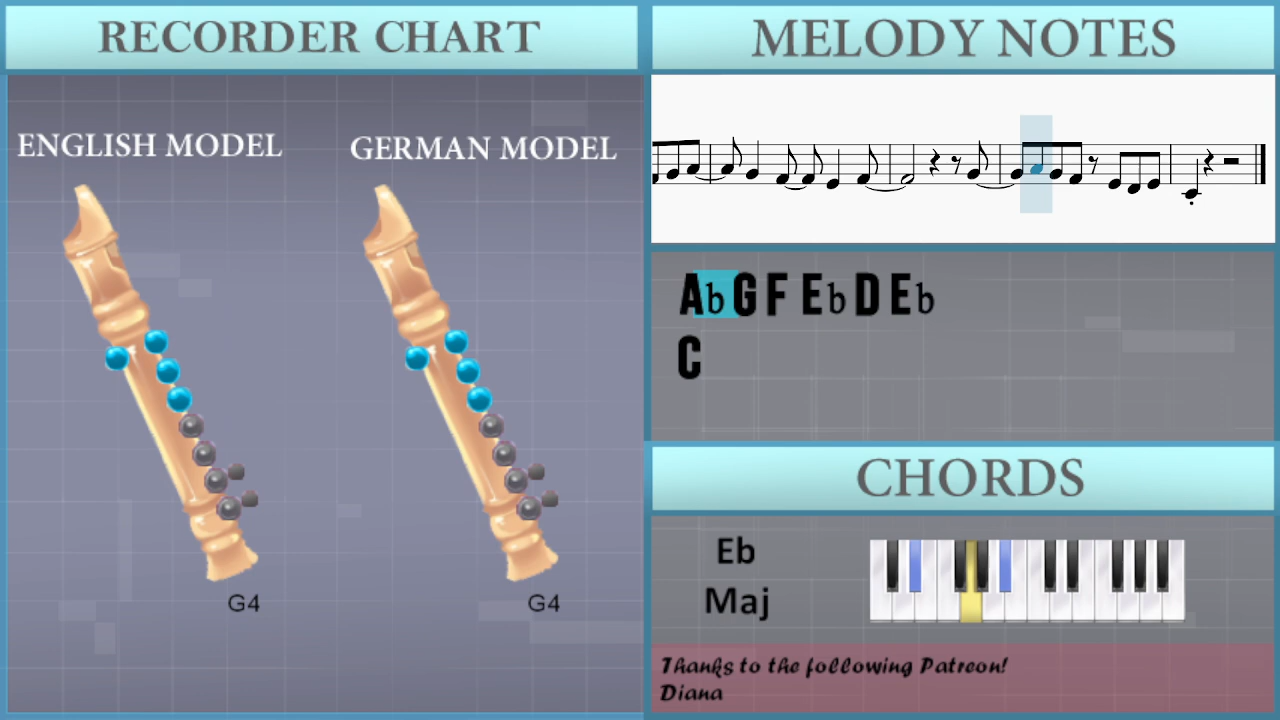 RECORDER CHART
ENGLISH MODEL
GERMAN MODEL
G4
G4
MELODY NOTES
Ab G F Eb D Eb
C
CHORDS
Eb
Maj
Thanks to the following Patreon!
Diana